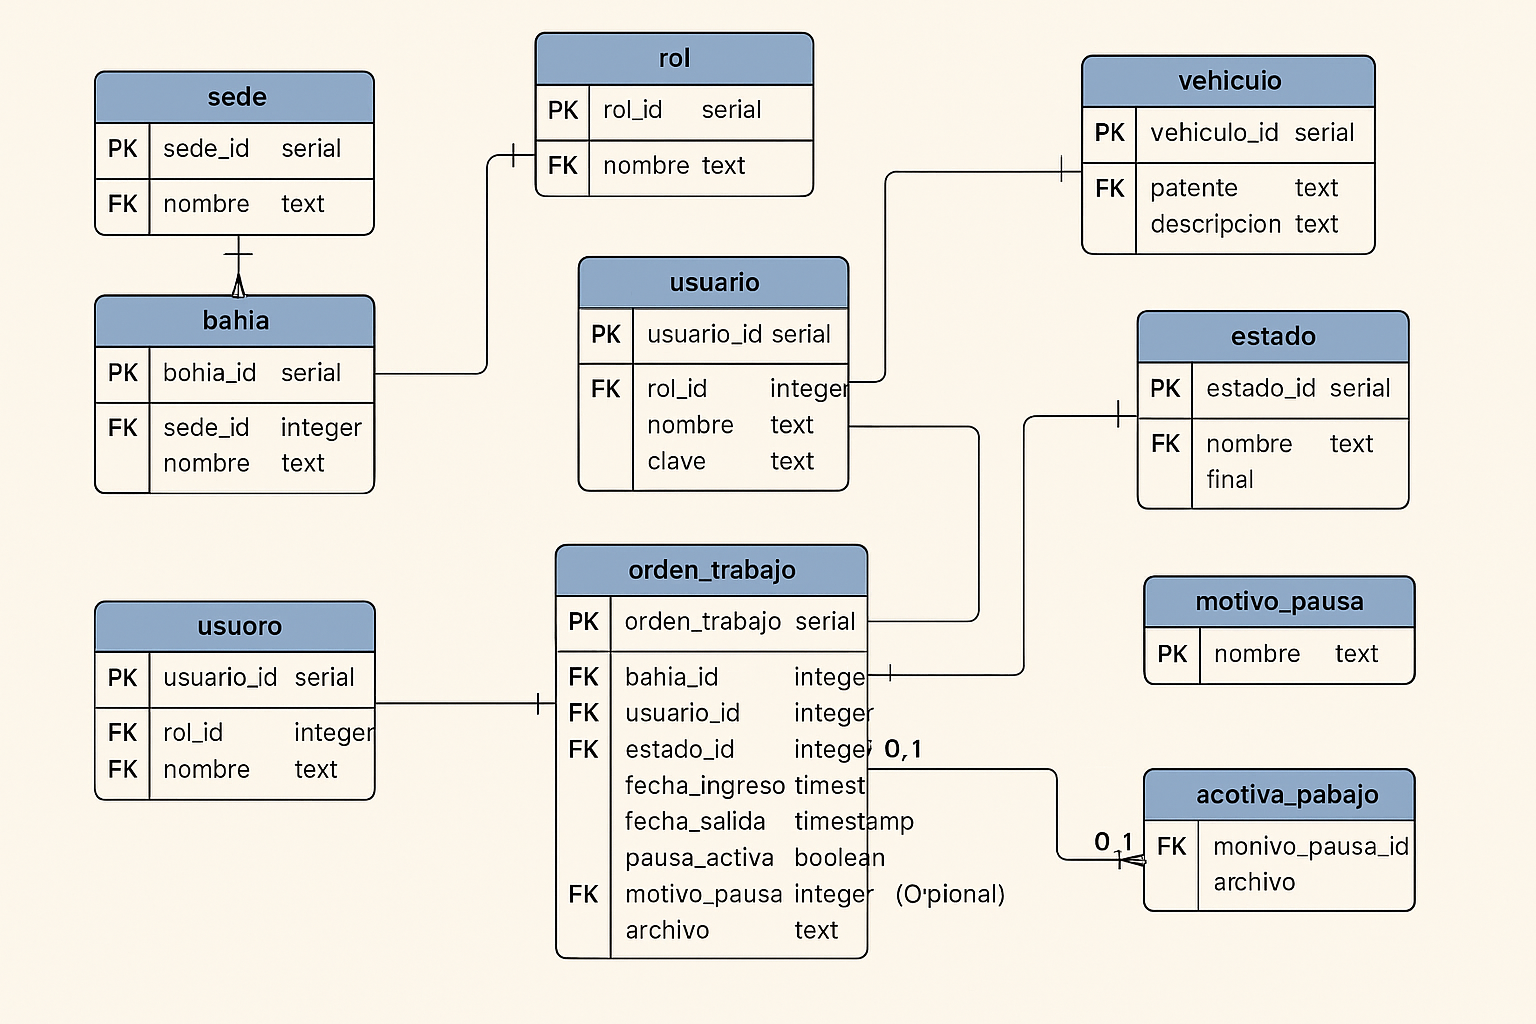 sede
PK sede_id serial
FK nombre text
rol
PK rol_id serial
FK nombre text
vehicuio
PK vehiculo_id serial
FK patente text
descripcion text
bahia
PK bohia_id serial
FK sede_id integer
nombre text
usuario
PK usuario_id serial
FK rol_id integer
nombre text
clave text
estado
PK estado_id serial
FK nombre text
final
usuoro
PK usuario_id serial
FK rol_id integer
FK nombre text
orden_trabajo
PK orden_trabajo serial
FK bahia_id intege
FK usuario_id integer
FK estado_id integer 0,1
fecha_ingreso timest
fecha_salida timestamp
pausa_activa boolean
FK motivo_pausa integer (O'pional)
archivo text
motivo_pausa
PK nombre text
acotiva_pabajo
0 1
FK monivo_pausa_id
archivo